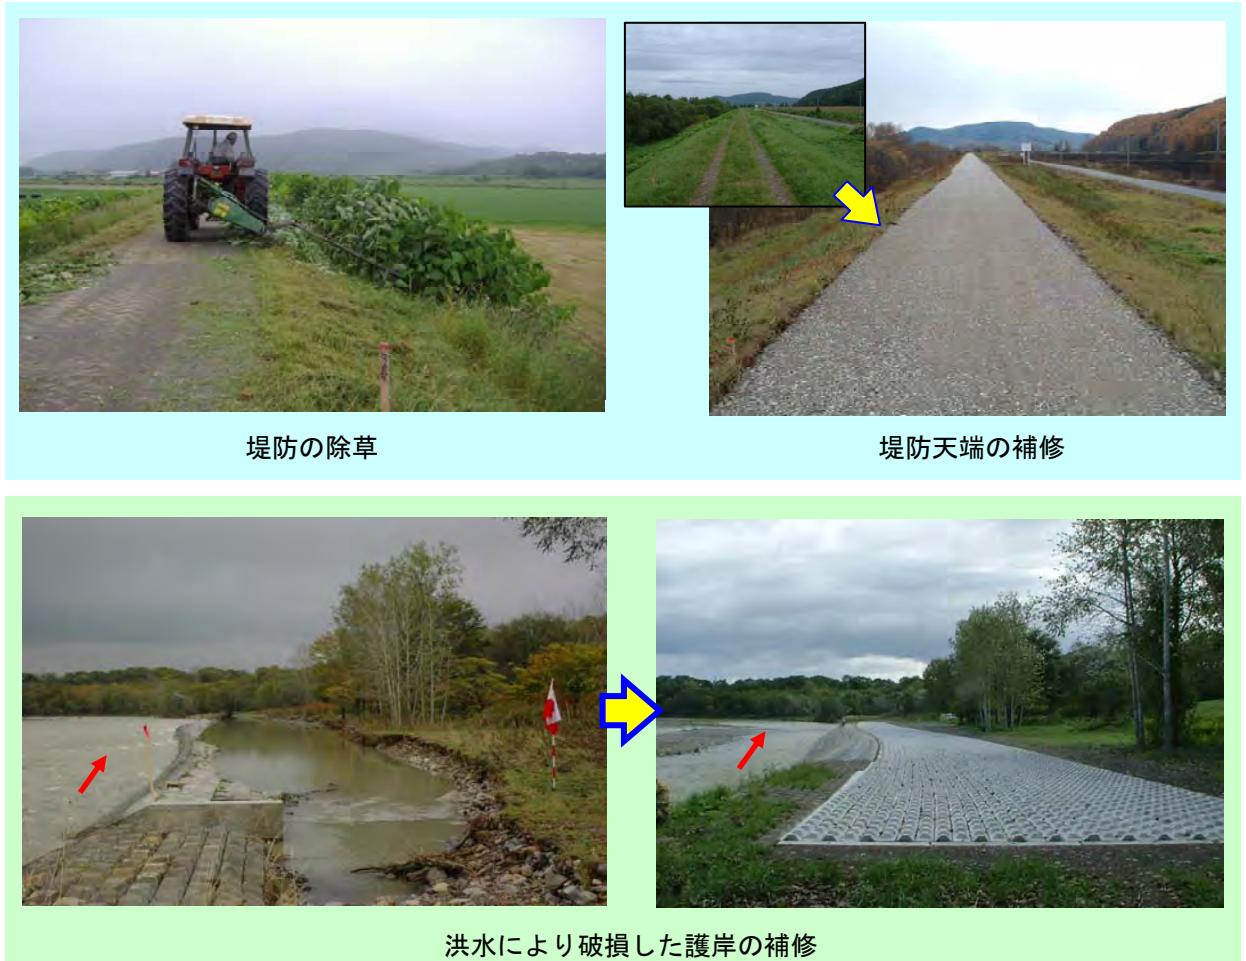 堤防の除草
堤防天端の補修
洪水により破損した護岸の補修